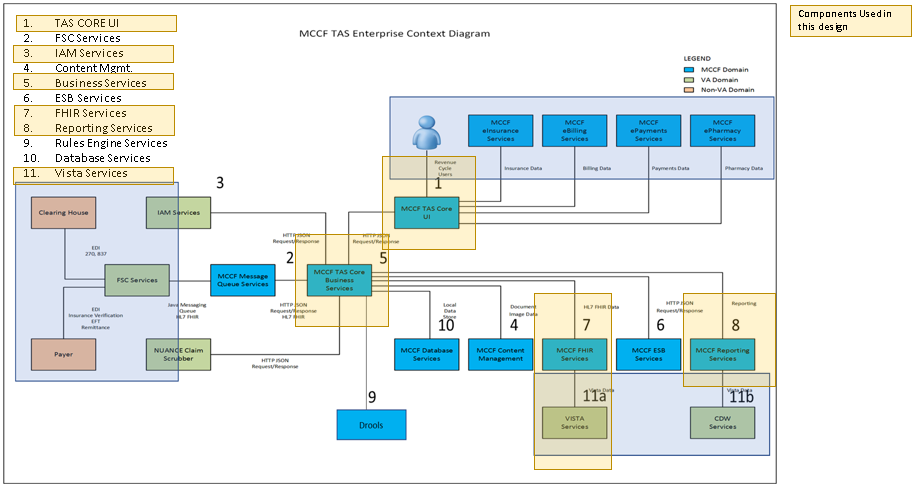 1. TAS CORE UI
2. FSC Services
3. IAM Services
4. Content Mgmt.
5. Business Services
6. ESB Services
7. FHIR Services
8. Reporting Services
9. Rules Engine Services
10. Database Services
11. Vista Services
MCCF TAS Enterprise Context Diagram
Components Used in
this design
LEGEND
MCCF Domain
VA Domain
Non-VA Domain
MCCF
eInsurance
Services
MCCF
eBilling
Services
MCCF
ePayments
Services
MCCF
ePharmacy
Services
Revenue
Cycle
Users
Insurance Data
Billing Data
Payments Data
Pharmacy Data
1
MCCF TAS Core
UI
3
Clearing House
IAM Services
HTTP JSON
Request/Response
HTTP JSON
Request/Response
EDI
270, 837
2
5
FSC Services
MCCF Message
Queue Services
MCCF TAS Core
Business
Services
EDI
Insurance Verification
EFT
Remittance
Java Messaging
Queue
HL7 FHIR
HTTP JSON
Request/Response
HL7 FHIR
Local
Data
Store
Document
Image Data
HL7 FHIR Data
HTTP JSON
Request/Response
Reporting
10
4
7
6
8
Payer
NUANCE Claim
Scrubber
HTTP JSON
Request/Response
MCCF Database
Services
MCCF Content
Management
MCCF FHIR
Services
MCCF ESB
Services
MCCF Reporting
Services
Vista Data
Vista Data
9
11a
11b
Drools
VISTA
Services
CDW
Services